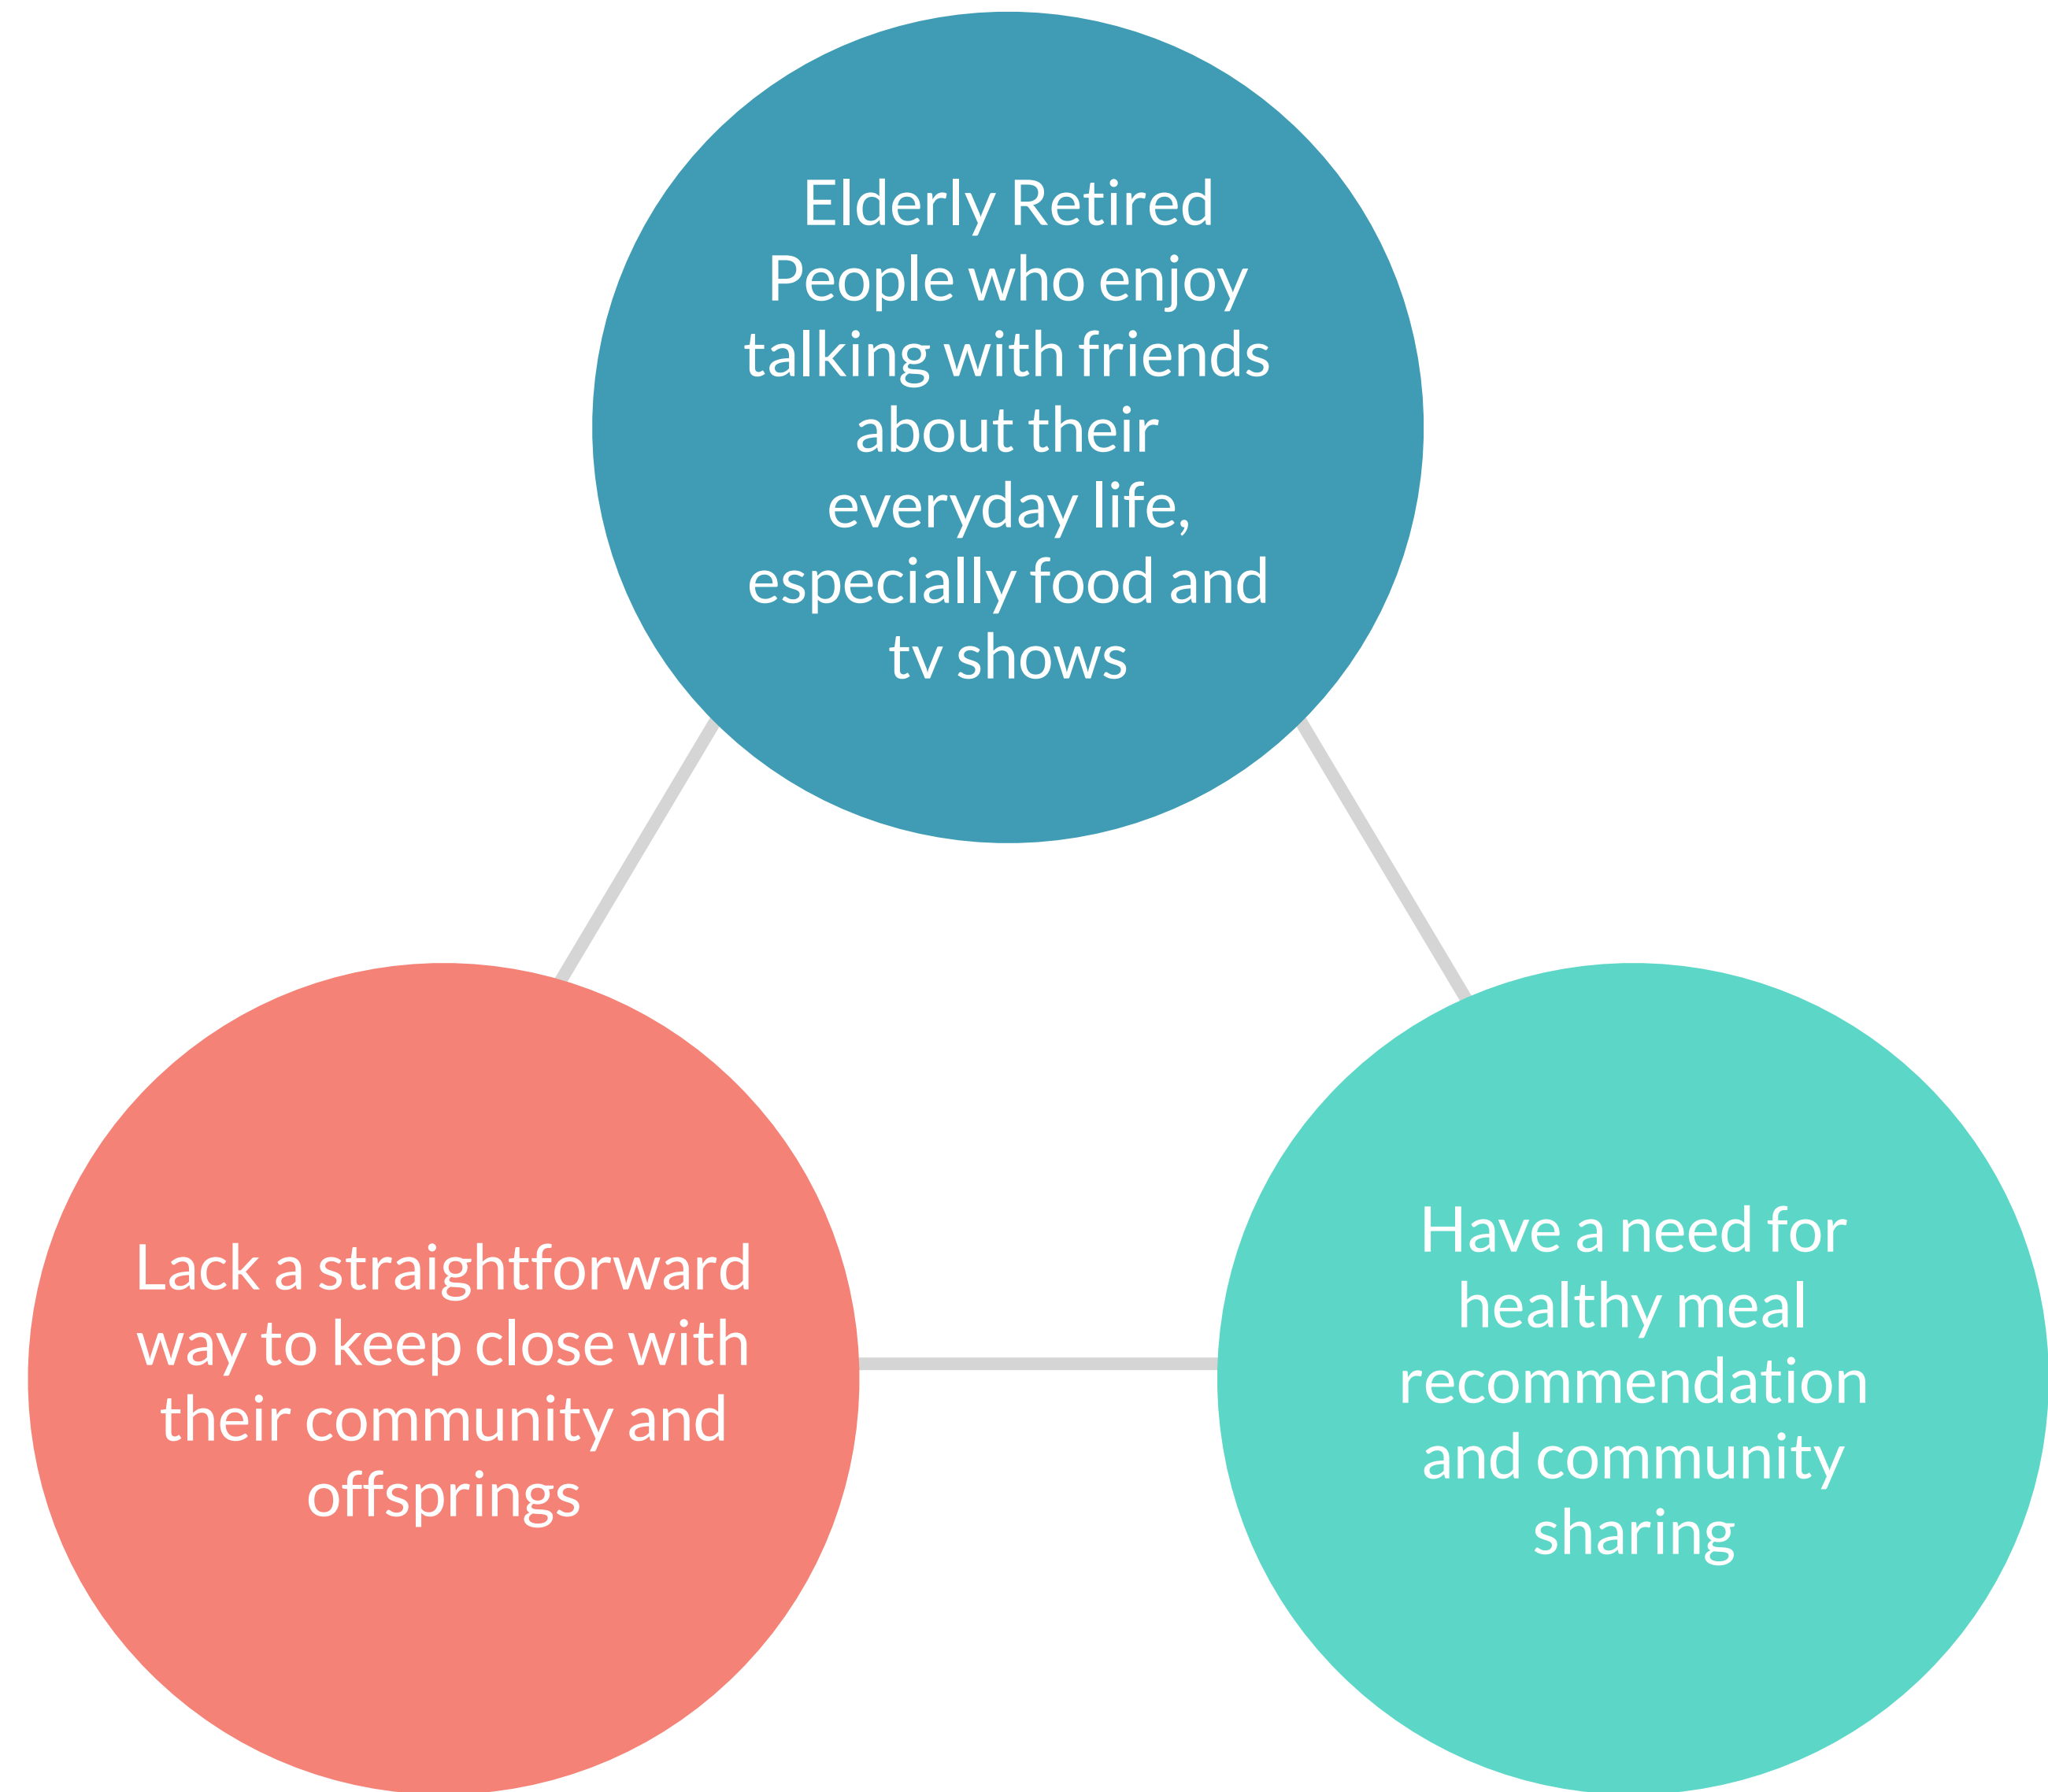 Elderly Retired
People who enjoy
talking with friends
about their
everyday life,
especially food and
tv shows
Lack a straightforward
way to keep close with
their community and
offsprings
Have a need for
healthy meal
recommendation
and community
sharing